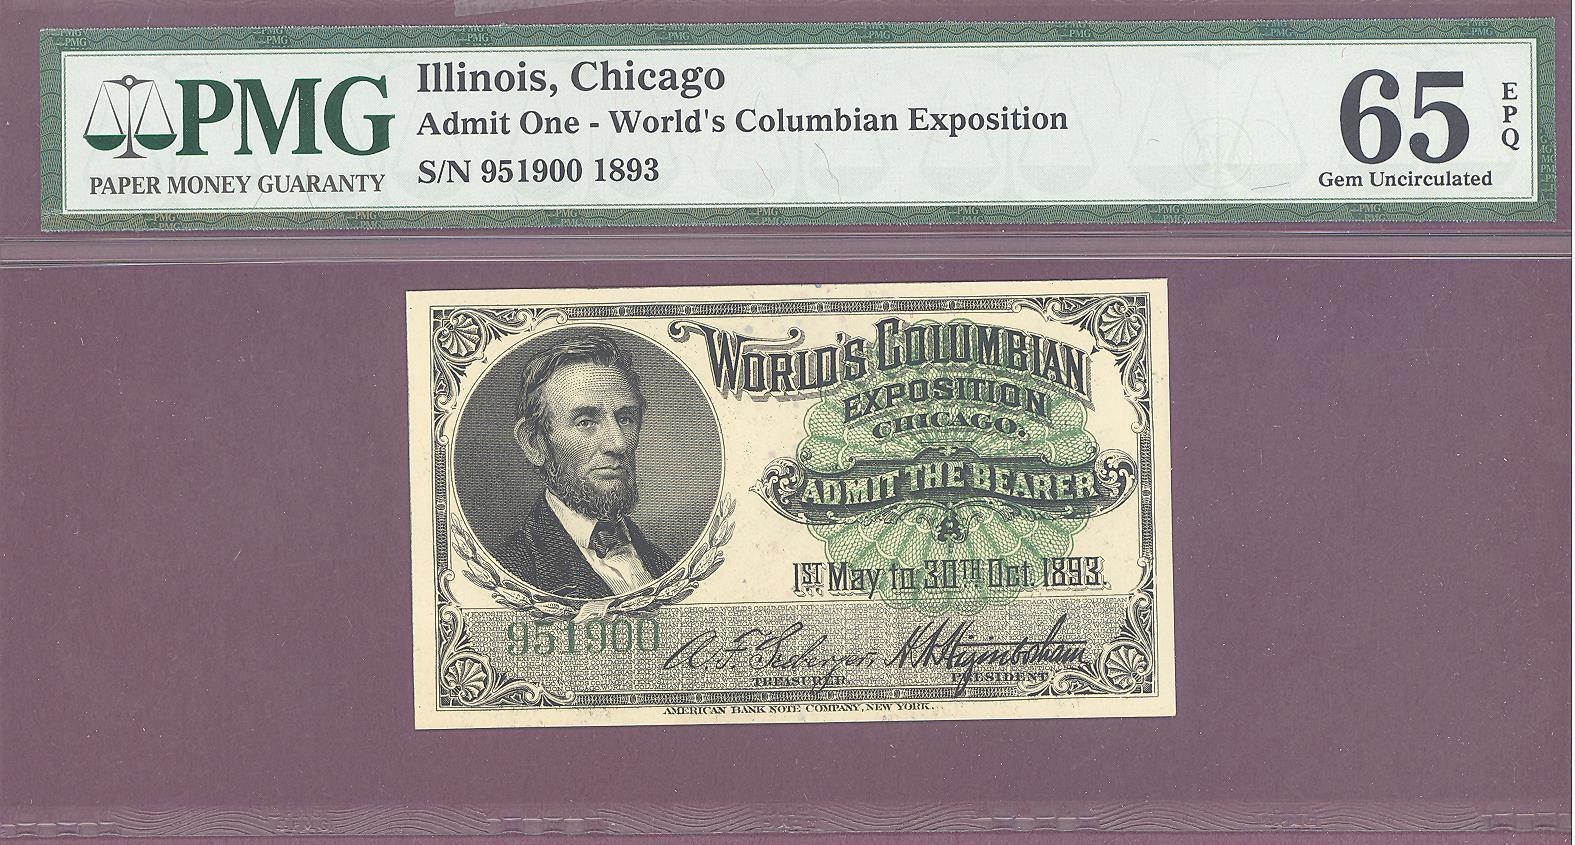 PMG
PAPER MONEY GUARANTY
Illinois, Chicago
Admit One - World's Columbian Exposition
S/N 951900 1893
65
EPQ
Gem Uncirculated
WORLD'S COLUMBIAN
EXPOSITION
CHICAGO.
ADMIT THE BEARER
A
1ST May to 30TH Oct. 1893.
951900
A. F. Seeberger
H N Higinbotham
TREASURER
PRESIDENT
AMERICAN BANK NOTE COMPANY, NEW YORK.